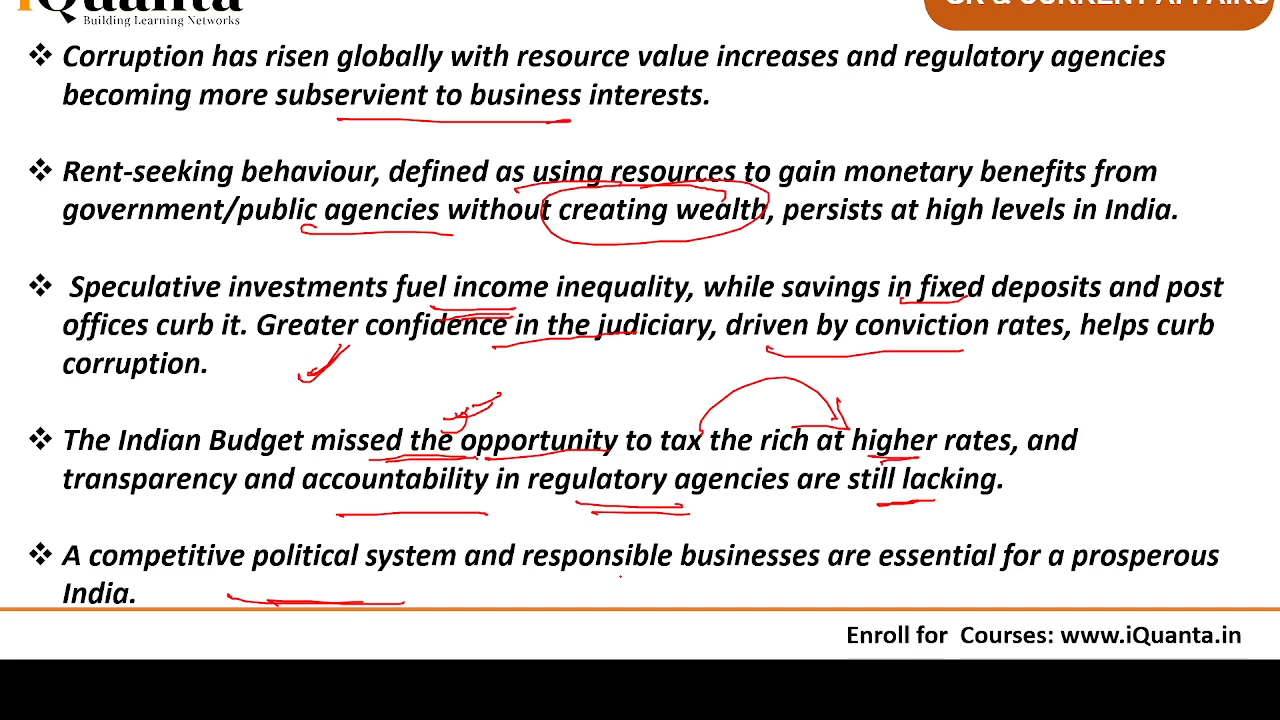 iQuanta
Building Learning Networks
GK & CURRENT AFFAIRS
❖ Corruption has risen globally with resource value increases and regulatory agencies
becoming more subservient to business interests.
❖ Rent-seeking behaviour, defined as using resources to gain monetary benefits from
government/public agencies without creating wealth, persists at high levels in India.
❖ Speculative investments fuel income inequality, while savings in fixed deposits and post
offices curb it. Greater confidence in the judiciary, driven by conviction rates, helps curb
corruption.
❖ The Indian Budget missed the opportunity to tax the rich at higher rates, and
transparency and accountability in regulatory agencies are still lacking.
❖ A competitive political system and responsible businesses are essential for a prosperous
India.
Enroll for Courses: www.iQuanta.in